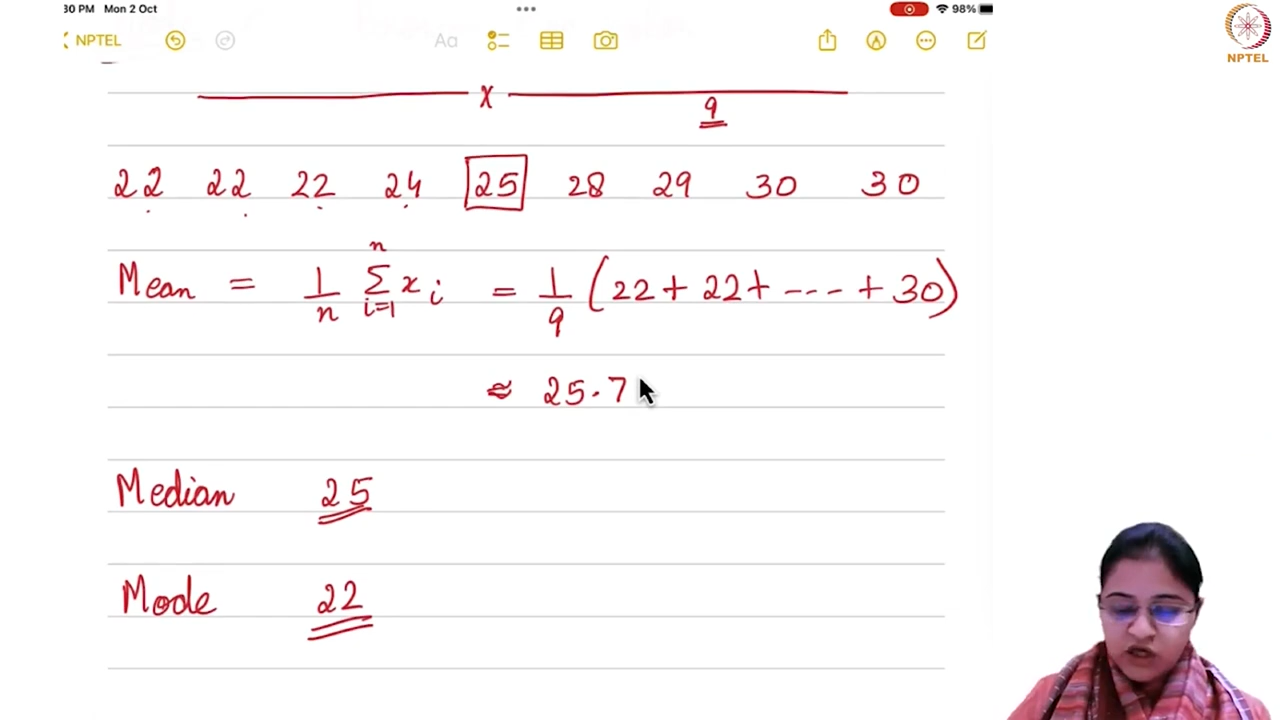 30 PM Mon 2 Oct ... 98%
NPTEL Aa
NPTEL
x
9
22 22 22 24 25 28 29 30 30
Mean = 1/n Σ_{i=1}^{n} x_i = 1/9 (22 + 22 + --- + 30)
≈ 25.7
Median 25
Mode 22